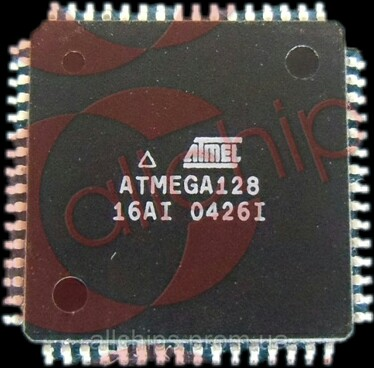 ATMEL
ATMEGA128
16AI 0426I
allchip
allchips.prom.ua